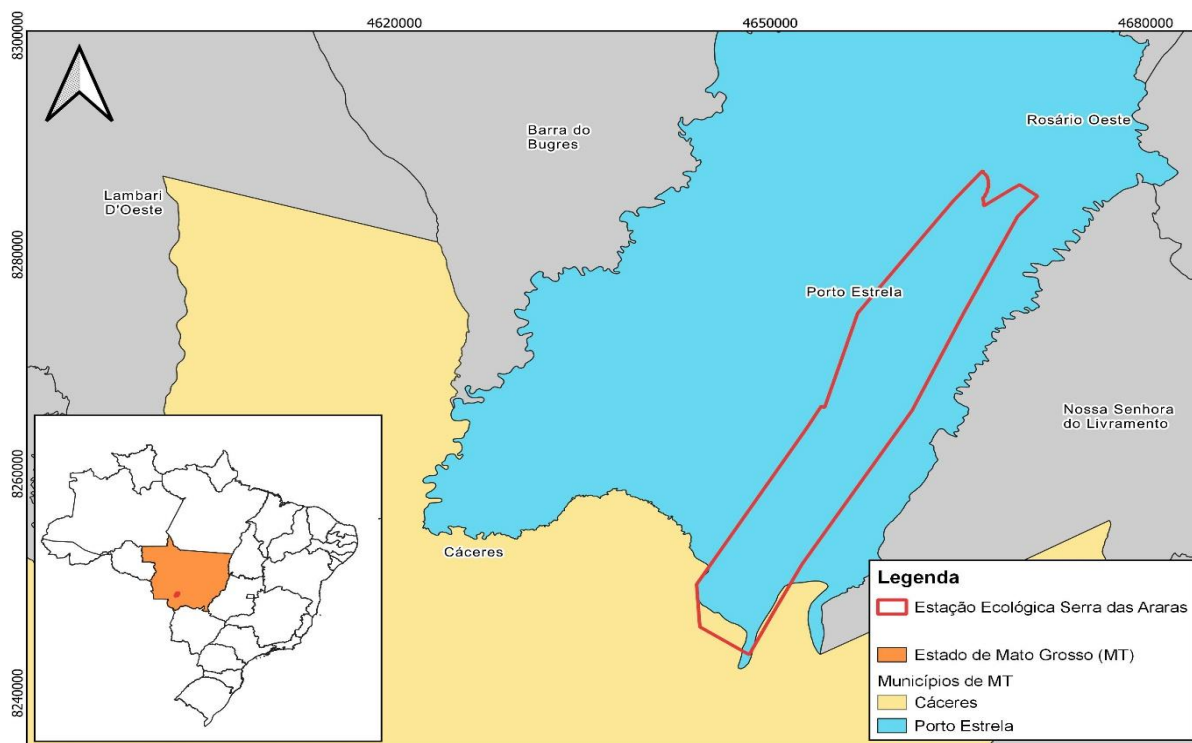 4620000
4650000
4680000
8300000
8280000
8260000
8240000
Barra do
Bugres
Rosário Oeste
Lambari
D'Oeste
Porto Estrela
Nossa Senhora
do Livramento
Cáceres
Legenda
Estação Ecológica Serra das Araras
Estado de Mato Grosso (MT)
Municípios de MT
Cáceres
Porto Estrela